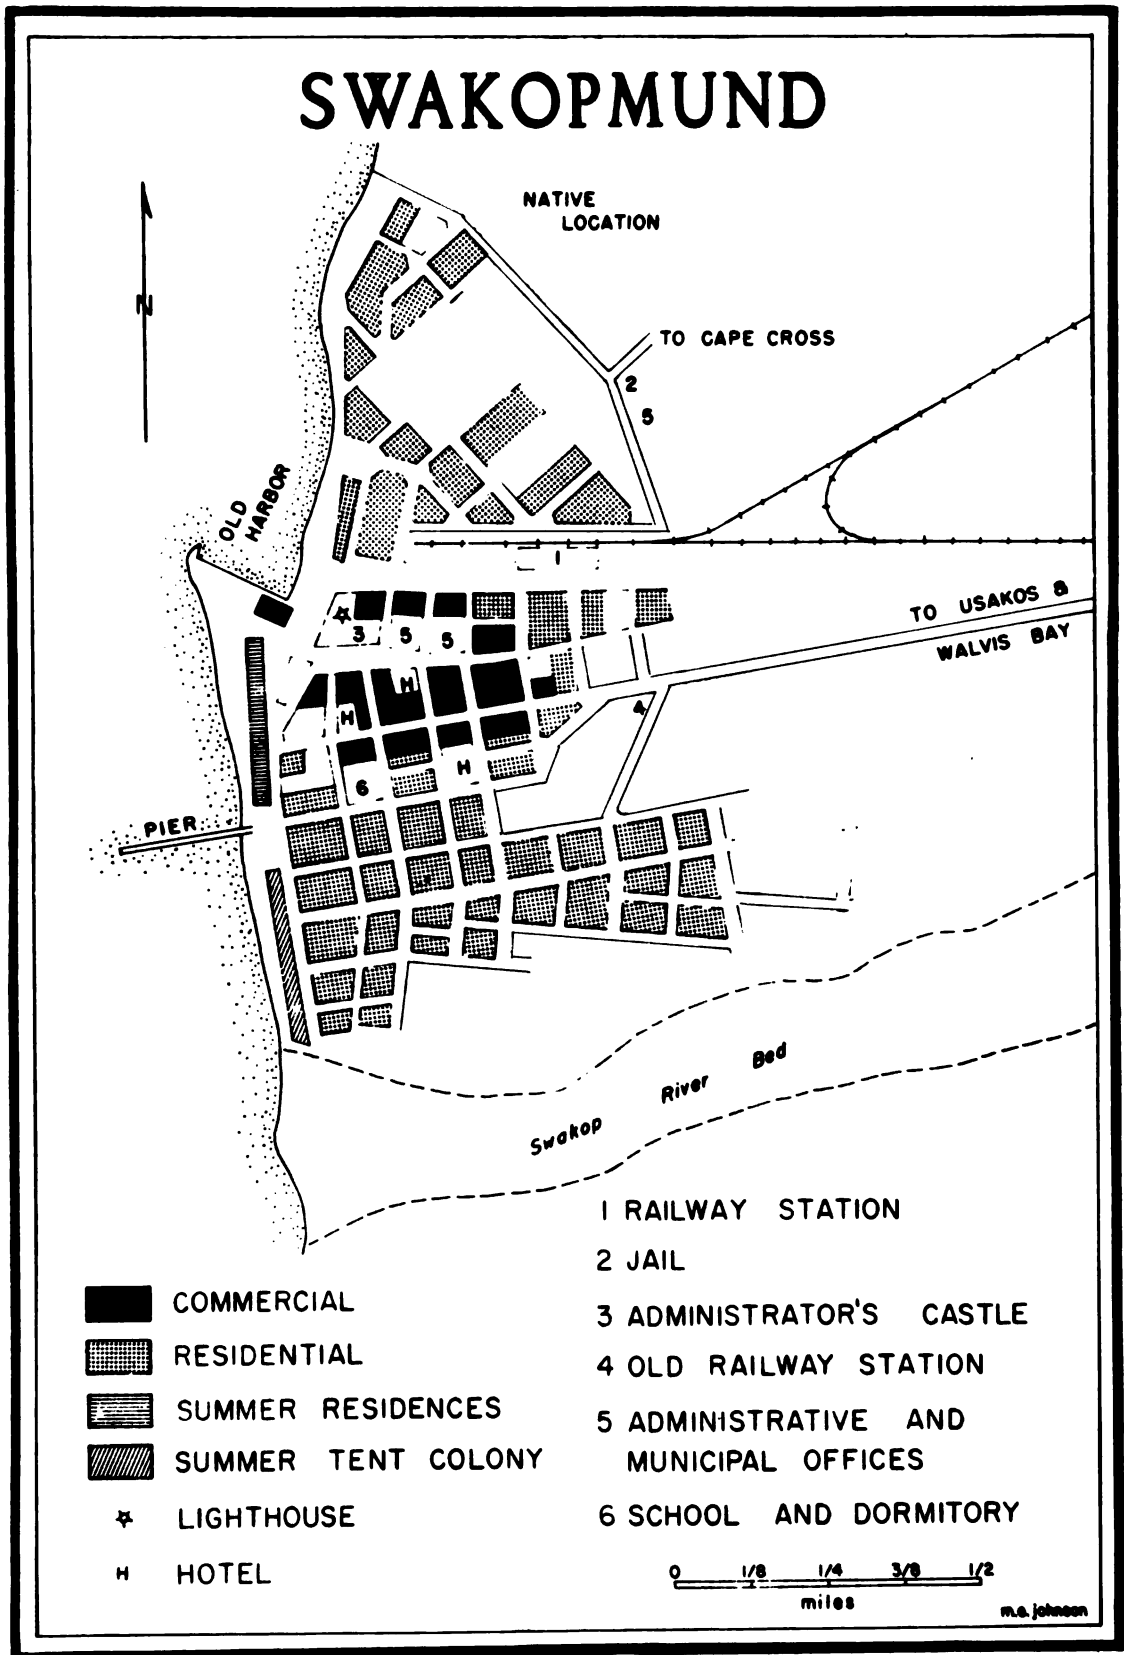 SWAKOPMUND
N
NATIVE
LOCATION
TO CAPE CROSS
2
5
OLD
HARBOR
1
3
5
5
TO USAKOS &
WALVIS BAY
H
H
4
H
6
PIER
Swakop River Bed
COMMERCIAL
RESIDENTIAL
SUMMER RESIDENCES
SUMMER TENT COLONY
LIGHTHOUSE
H HOTEL
1 RAILWAY STATION
2 JAIL
3 ADMINISTRATOR'S CASTLE
4 OLD RAILWAY STATION
5 ADMINISTRATIVE AND
MUNICIPAL OFFICES
6 SCHOOL AND DORMITORY
0 1/8 1/4 3/8 1/2
miles
m.a. johnson